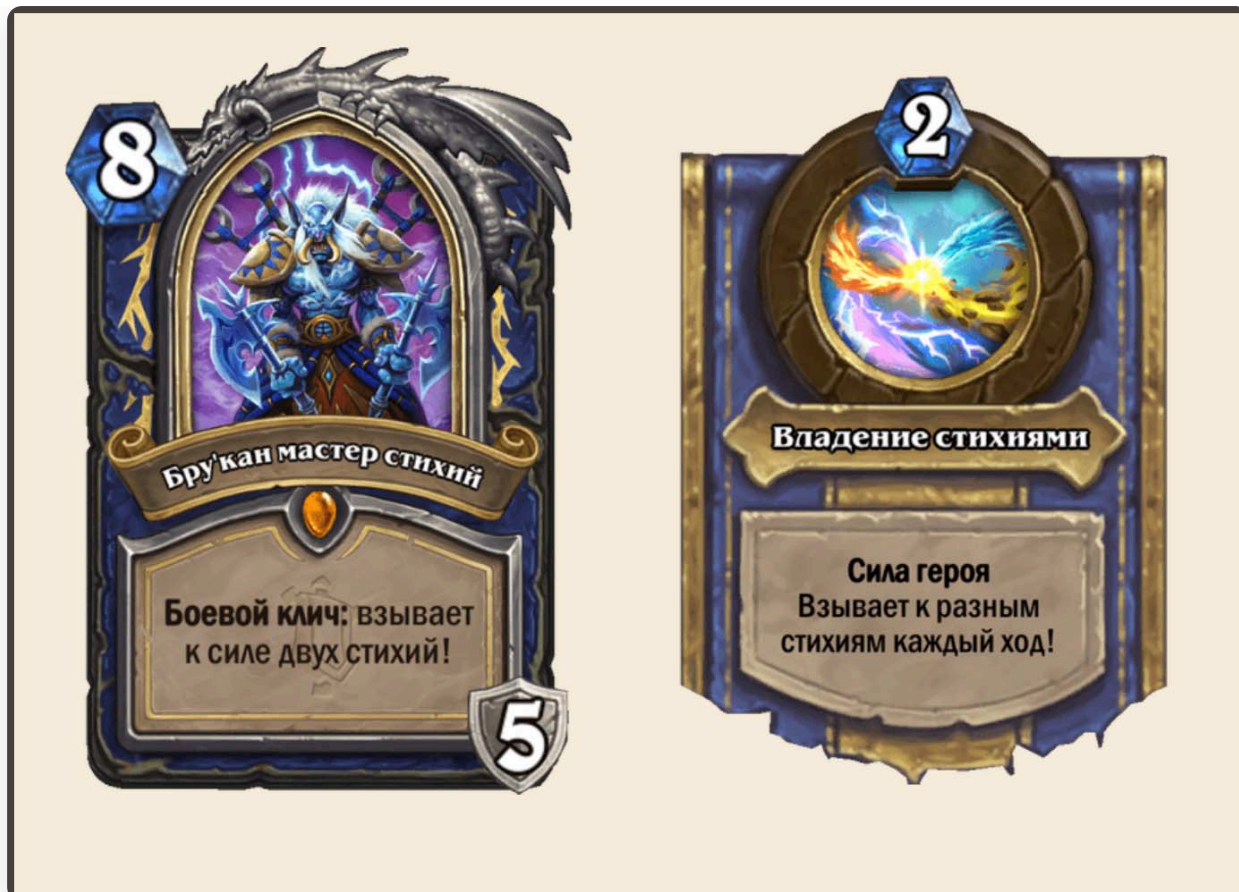 8
Бру'кан мастер стихий
Боевой клич: взывает
к силе двух стихий!
5
2
Владение стихиями
Сила героя
Взывает к разным
стихиям каждый ход!